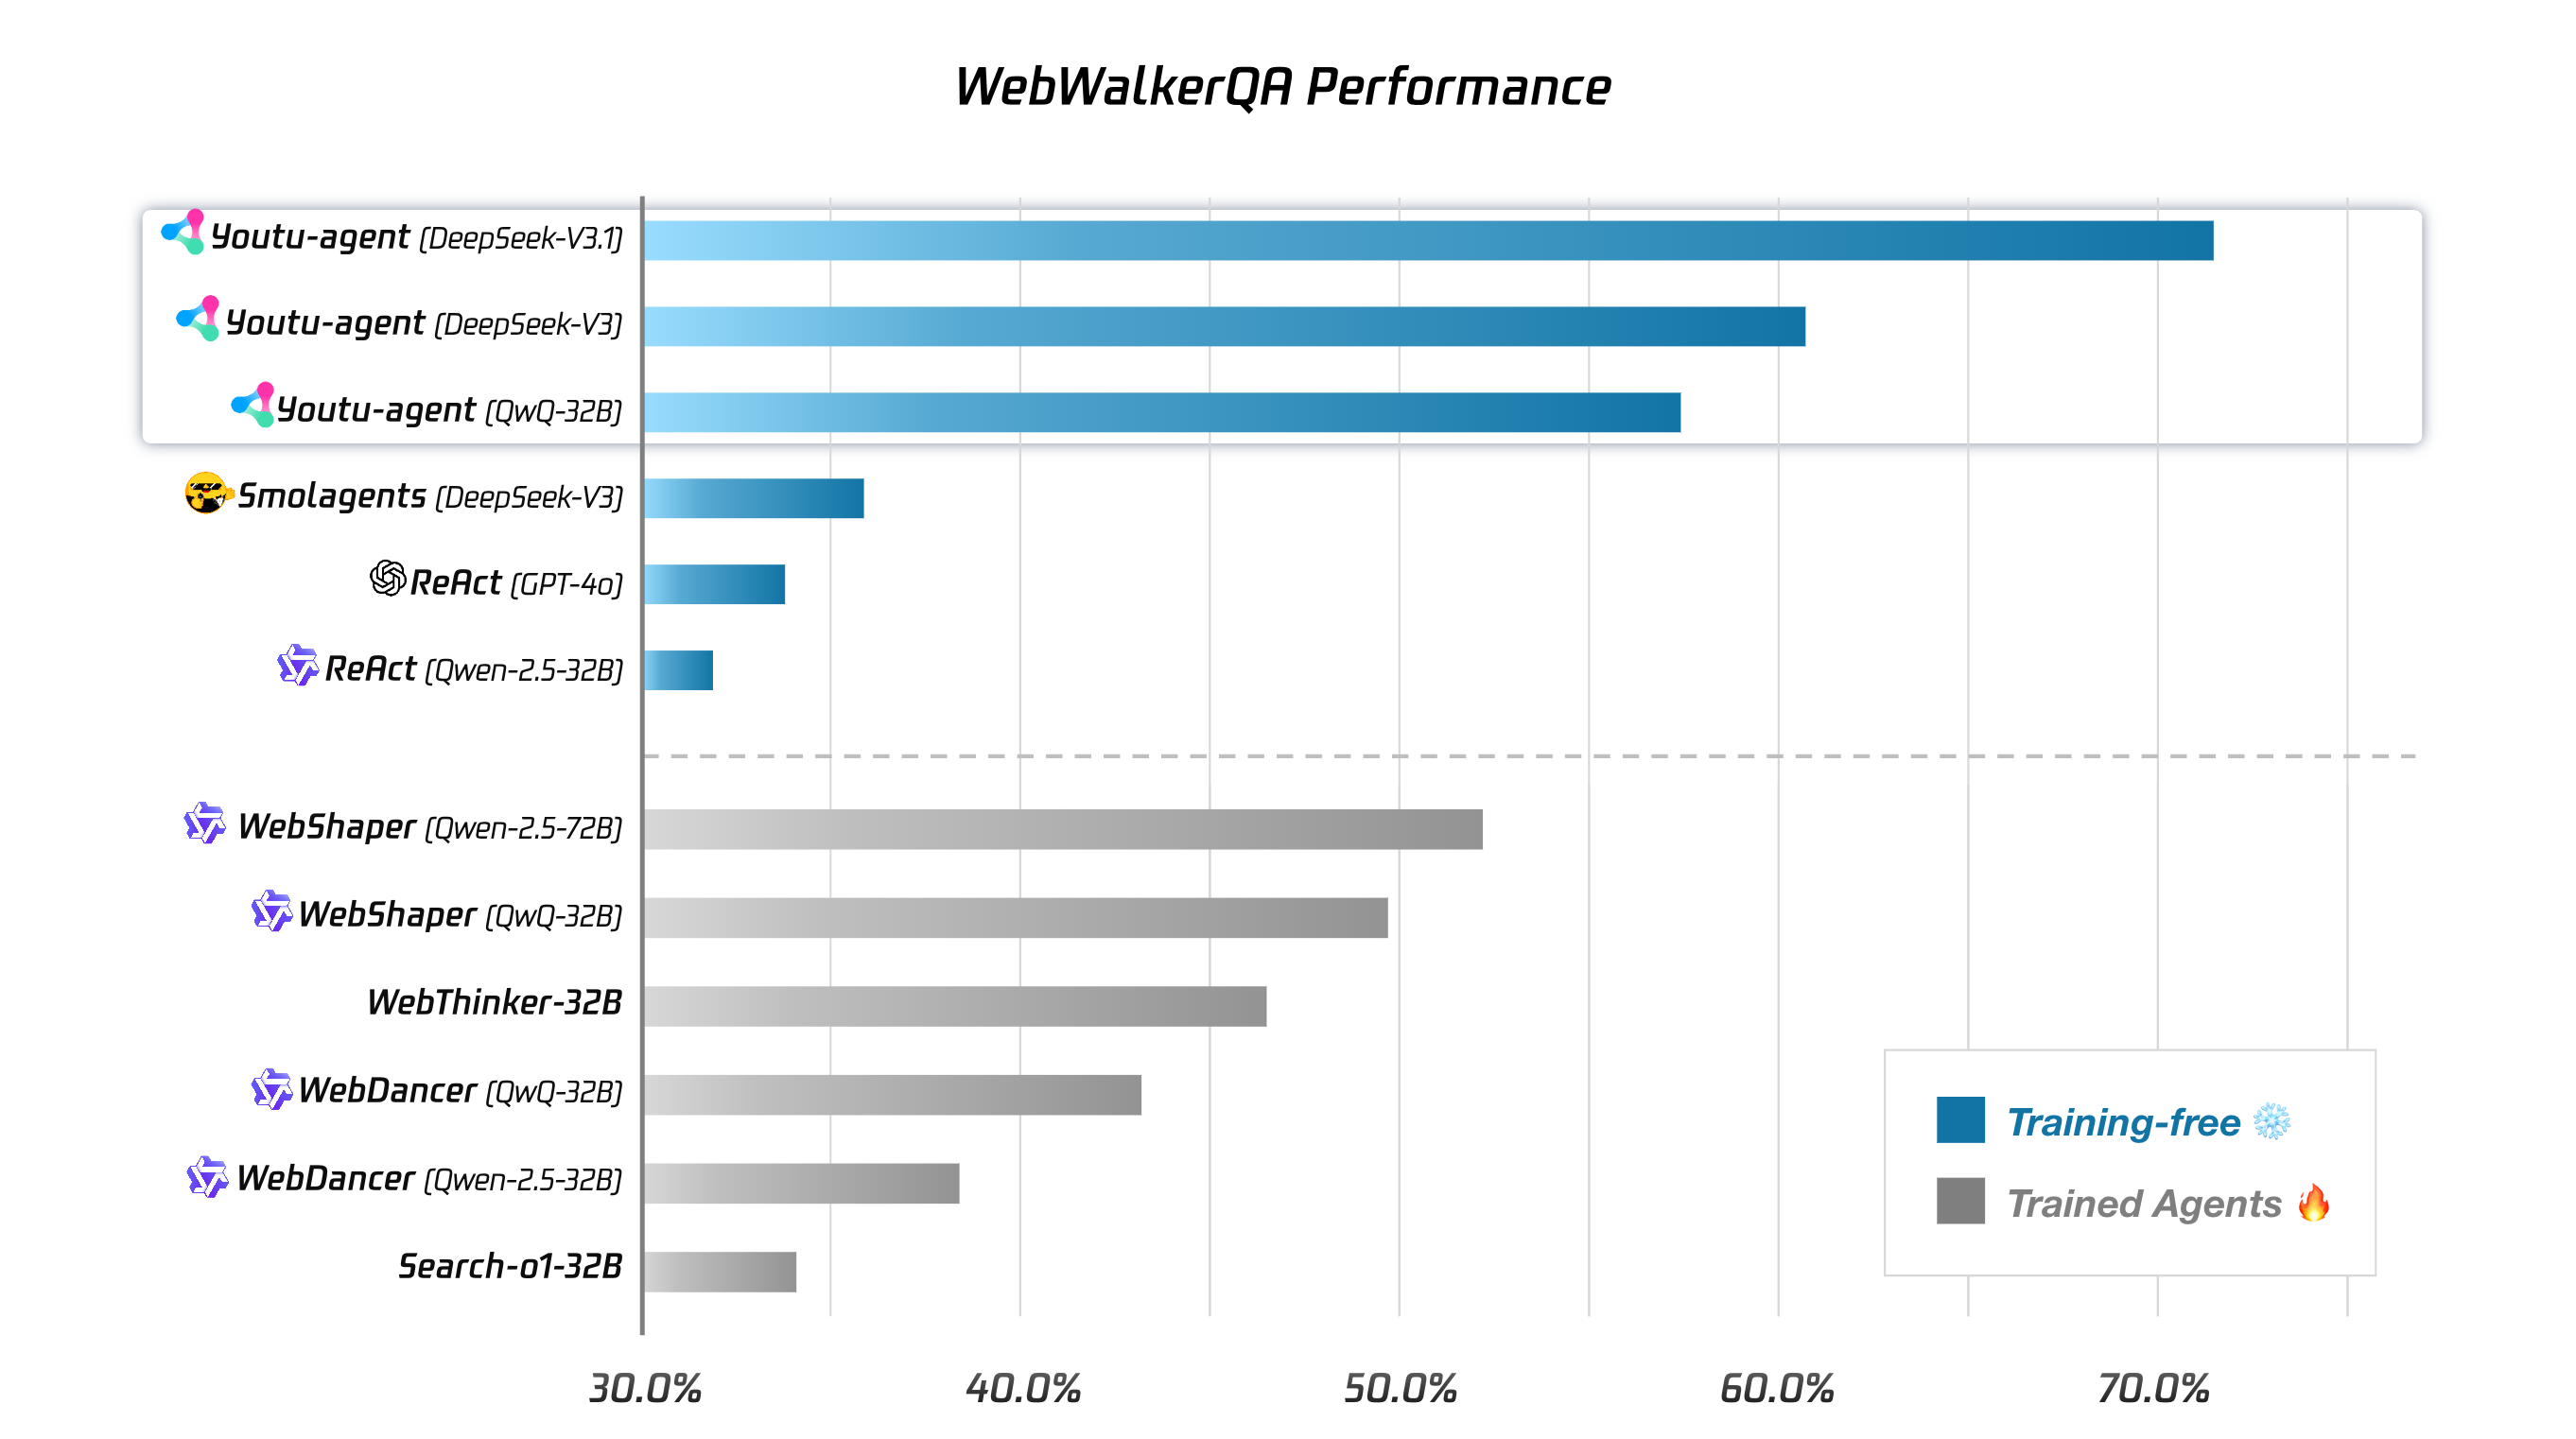 WebWalkerQA Performance
Youtu-agent (DeepSeek-V3.1)
Youtu-agent (DeepSeek-V3)
Youtu-agent (QwQ-32B)
Smolagents (DeepSeek-V3)
ReAct (GPT-4o)
ReAct (Qwen-2.5-32B)
WebShaper (Qwen-2.5-72B)
WebShaper (QwQ-32B)
WebThinker-32B
WebDancer (QwQ-32B)
WebDancer (Qwen-2.5-32B)
Search-o1-32B
Training-free
Trained Agents
30.0% 40.0% 50.0% 60.0% 70.0%